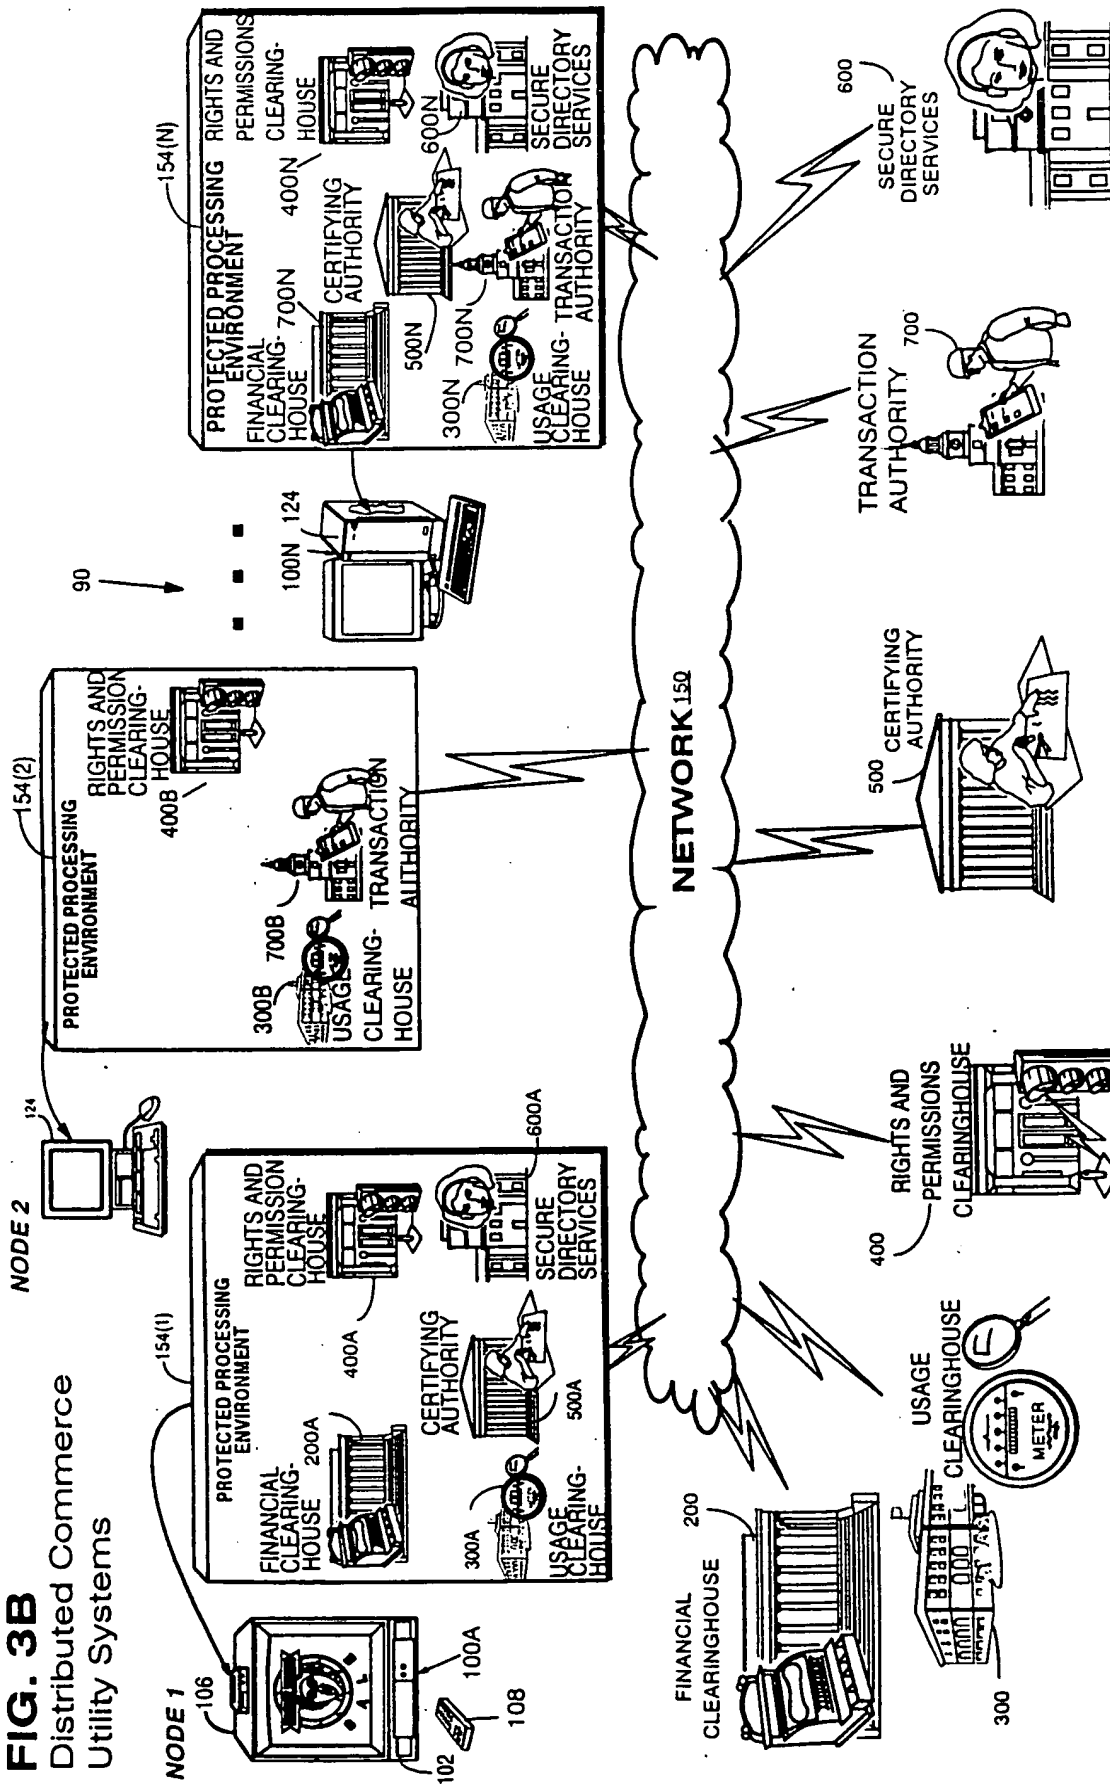 FIG. 3B
Distributed Commerce
Utility Systems
NODE 1
106
102
108
100A
154(1)
PROTECTED PROCESSING
ENVIRONMENT
FINANCIAL
CLEARING-
HOUSE
200A
RIGHTS AND
PERMISSION
CLEARING-
HOUSE
400A
CERTIFYING
AUTHORITY
500A
300A
USAGE
CLEARING-
HOUSE
SECURE
DIRECTORY
SERVICES
600A
NODE 2
124
154(2)
PROTECTED PROCESSING
ENVIRONMENT
RIGHTS AND
PERMISSION
CLEARING-
HOUSE
400B
300B
USAGE
CLEARING-
HOUSE
700B
TRANSACTION
AUTHORITY
90
100N
124
154(N)
PROTECTED PROCESSING
ENVIRONMENT
FINANCIAL
CLEARING-
HOUSE
700N
RIGHTS AND
PERMISSIONS
CLEARING-
HOUSE
400N
CERTIFYING
AUTHORITY
500N
300N
USAGE
CLEARING-
HOUSE
700N
TRANSACTION
AUTHORITY
600N
SECURE
DIRECTORY
SERVICES
NETWORK 150
FINANCIAL
CLEARINGHOUSE
200
USAGE
CLEARINGHOUSE
METER
300
400
RIGHTS AND
PERMISSIONS
CLEARINGHOUSE
500
CERTIFYING
AUTHORITY
TRANSACTION
AUTHORITY
700
600
SECURE
DIRECTORY
SERVICES